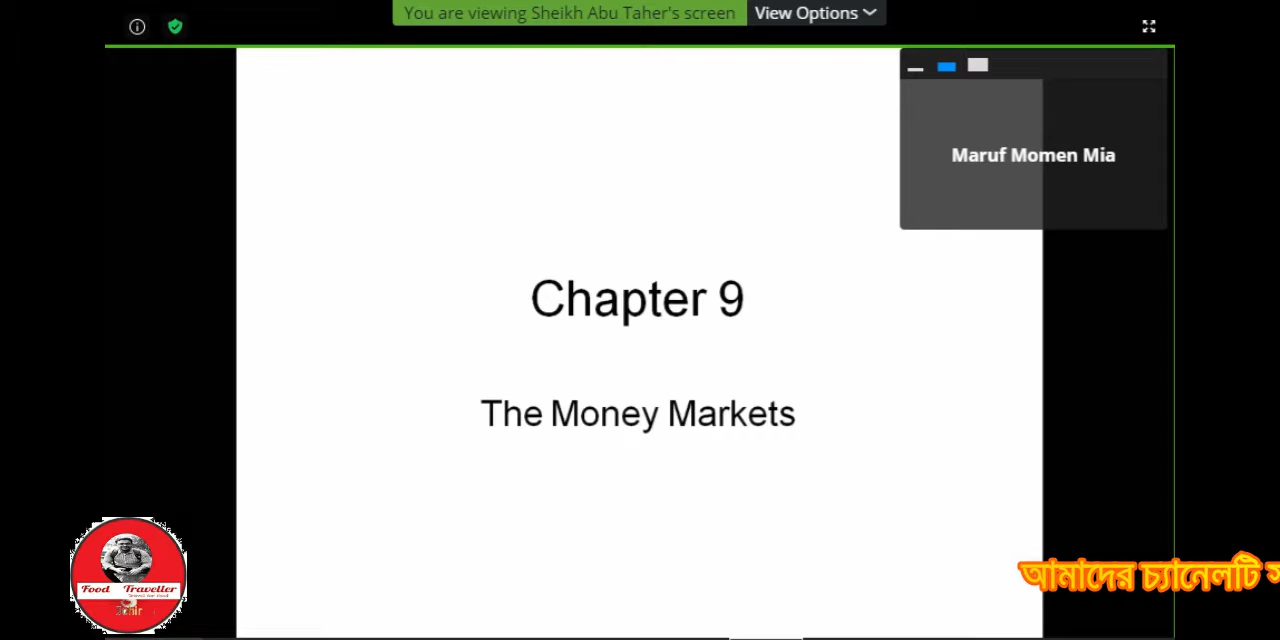 You are viewing Sheikh Abu Taher's screen
View Options
Maruf Momen Mia
Chapter 9
The Money Markets
Food Traveller
আমাদের চ্যানেলটি